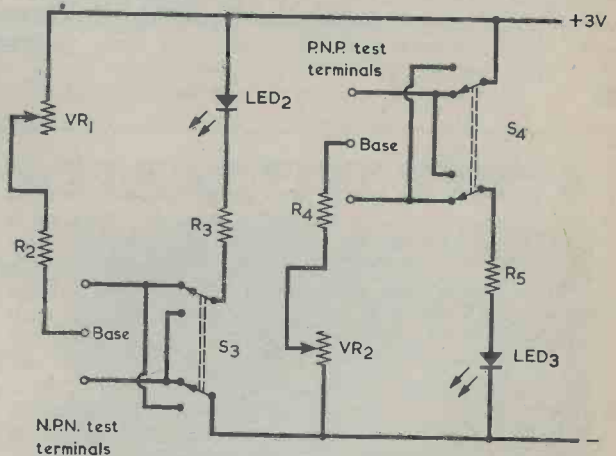 +3V
P.N.P. test
terminals
LED2
VR1
S4
Base
R4
R3
R2
R5
Base
S3
VR2
LED3
N.P.N. test
terminals
−